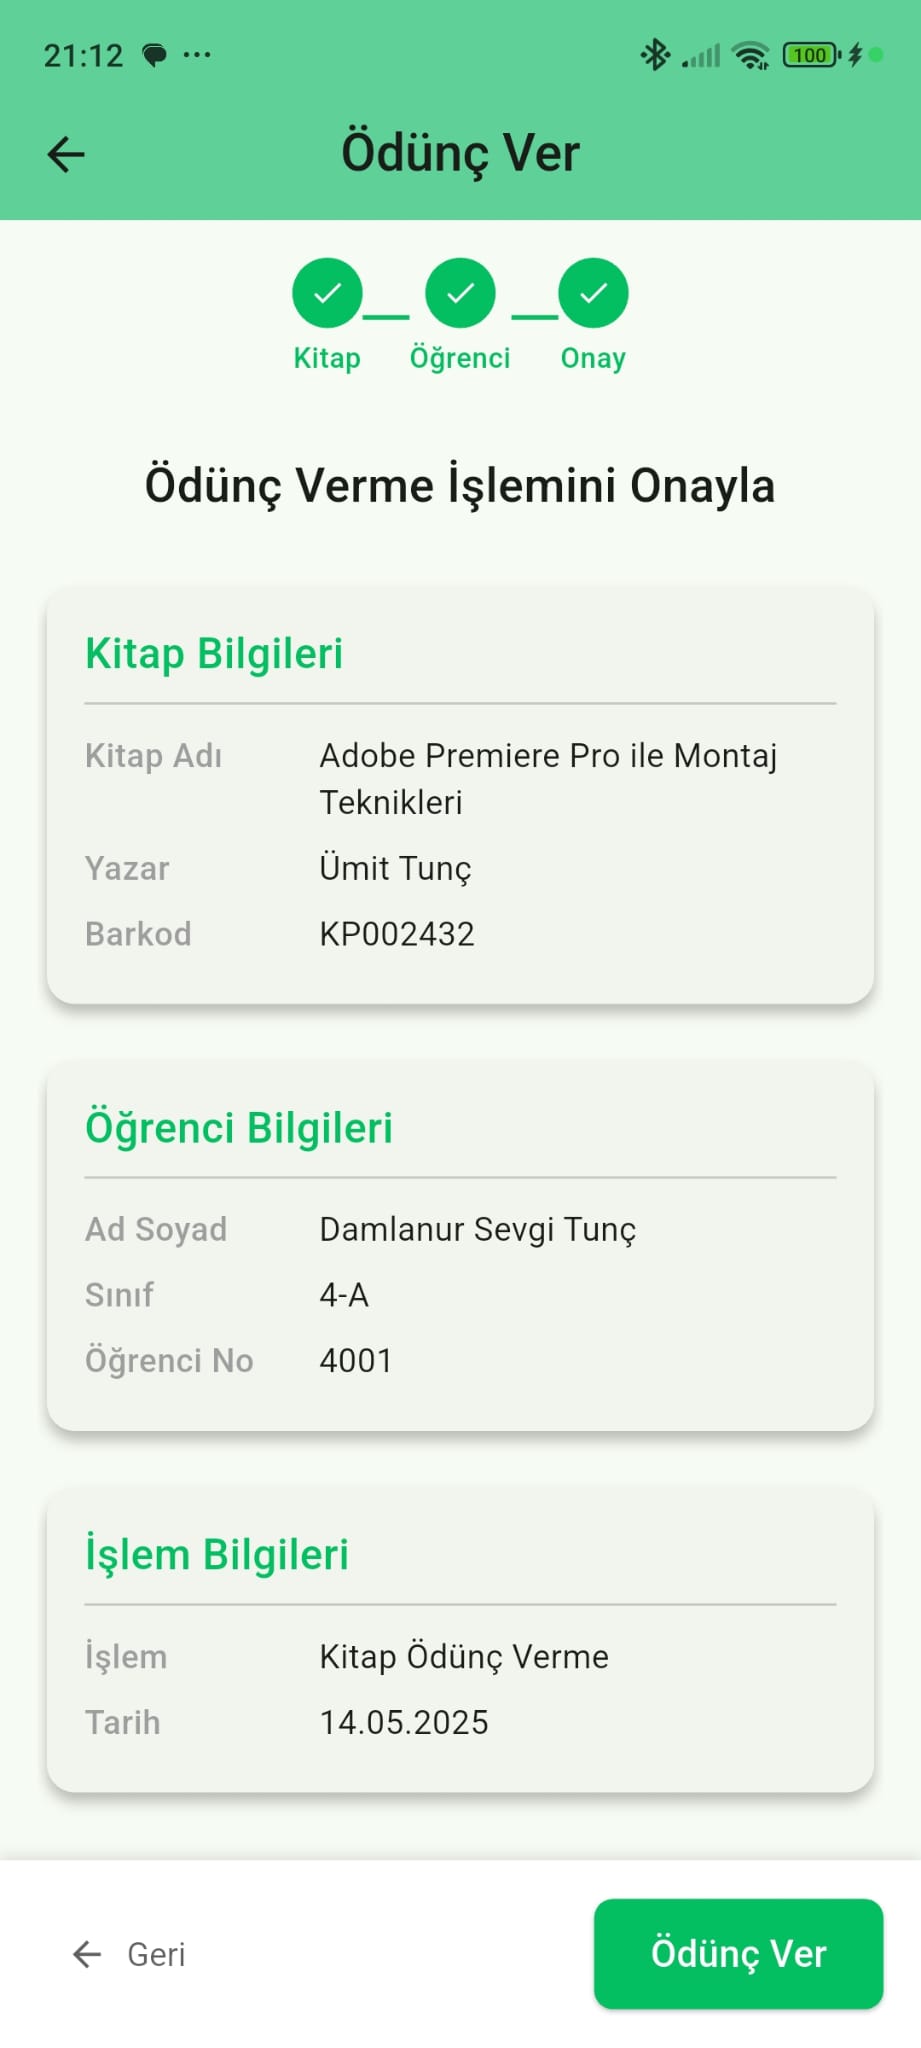 21:12
100
Ödünç Ver
Kitap
Öğrenci
Onay
Ödünç Verme İşlemini Onayla
Kitap Bilgileri
Kitap Adı Adobe Premiere Pro ile Montaj
Teknikleri
Yazar Ümit Tunç
Barkod KP002432
Öğrenci Bilgileri
Ad Soyad Damlanur Sevgi Tunç
Sınıf 4-A
Öğrenci No 4001
İşlem Bilgileri
İşlem Kitap Ödünç Verme
Tarih 14.05.2025
Geri
Ödünç Ver